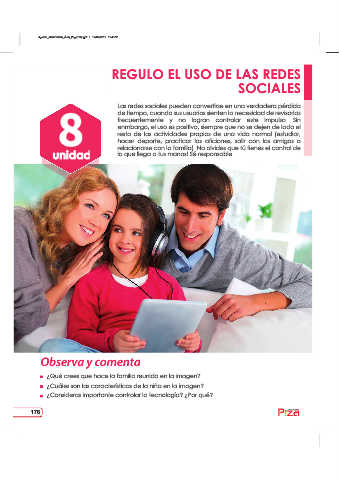 REGULO EL USO DE LAS REDES
SOCIALES
8
unidad
Las redes sociales pueden convertirse en una verdadera pérdida
de tiempo, cuando sus usuarios sienten la necesidad de revisarlas
frecuentemente y no logran controlar este impulso. Sin
enmbargo, el uso es positivo, siempre que no se dejen de lado el
resto de las actividades propias de una vida normal (estudiar,
hacer deporte, practicar las aficiones, salir con los amigos o
relacionarse con la familia). No olvides que tú tienes el control de
lo que llega a tus manos! Sé responsable
Observa y comenta
¿Qué crees que hace la familia reunida en la imagen?
¿Cuáles son las características de la niña en la imagen?
¿Consideras importante controlar la tecnología? ¿Por qué?
176